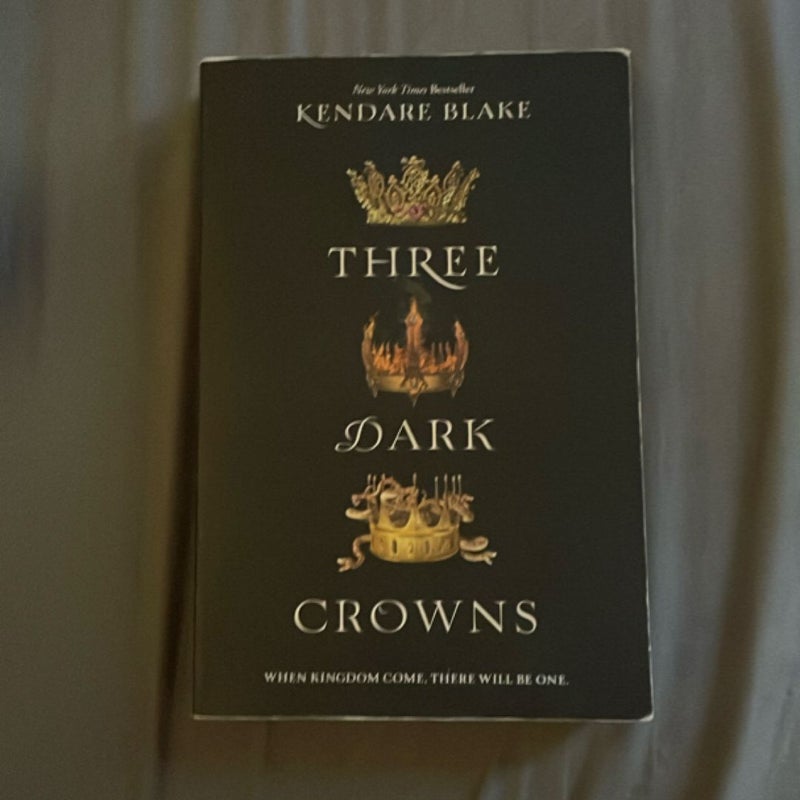 New York Times Bestseller
KENDARE BLAKE
THREE
DARK
CROWNS
WHEN KINGDOM COME, THERE WILL BE ONE.